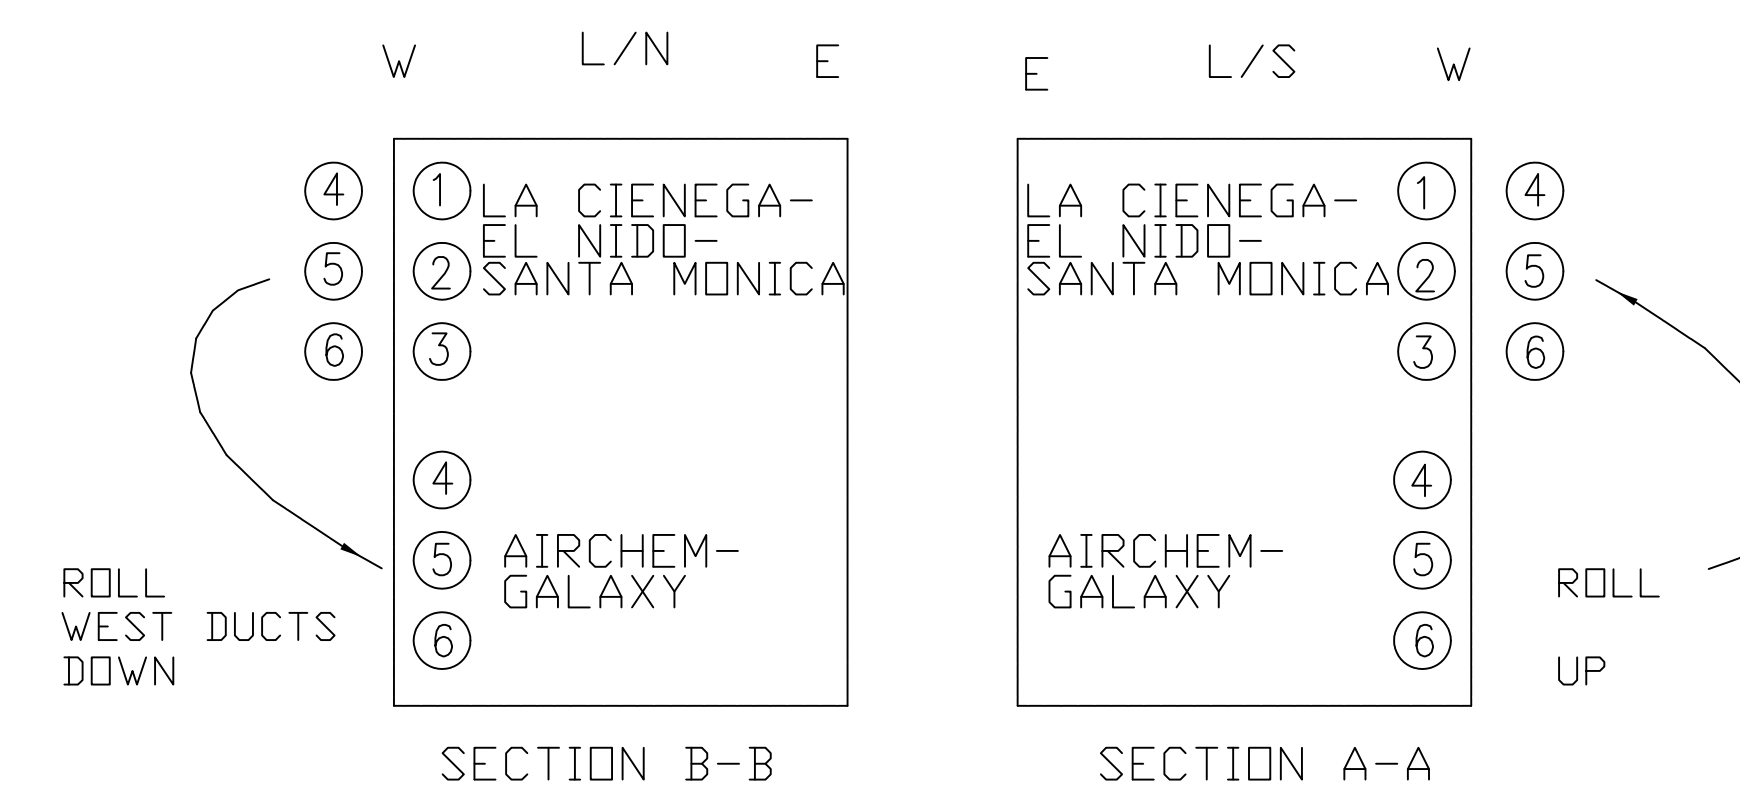 W L/N E
E L/S W
4 1 LA CIENEGA-
EL NIDO-
5 2 SANTA MONICA
6 3
4
5 AIRCHEM-
GALAXY
6
ROLL
WEST DUCTS
DOWN
SECTION B-B
LA CIENEGA- 1 4
EL NIDO-
SANTA MONICA 2 5
3 6
4
AIRCHEM- 5
GALAXY
6
ROLL
UP
SECTION A-A